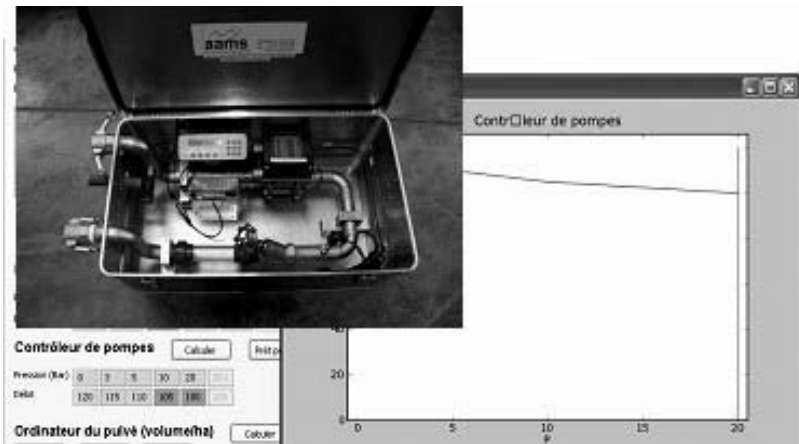 aams
Contr□leur de pompes
40
20
0
0 5 10 15 20
P
Contrôleur de pompes Calculer
Pression (Bar) 0 3 5 10 20
Débit 120 115 110 105 100
Ordinateur du pulvé (volume/ha) Calculer